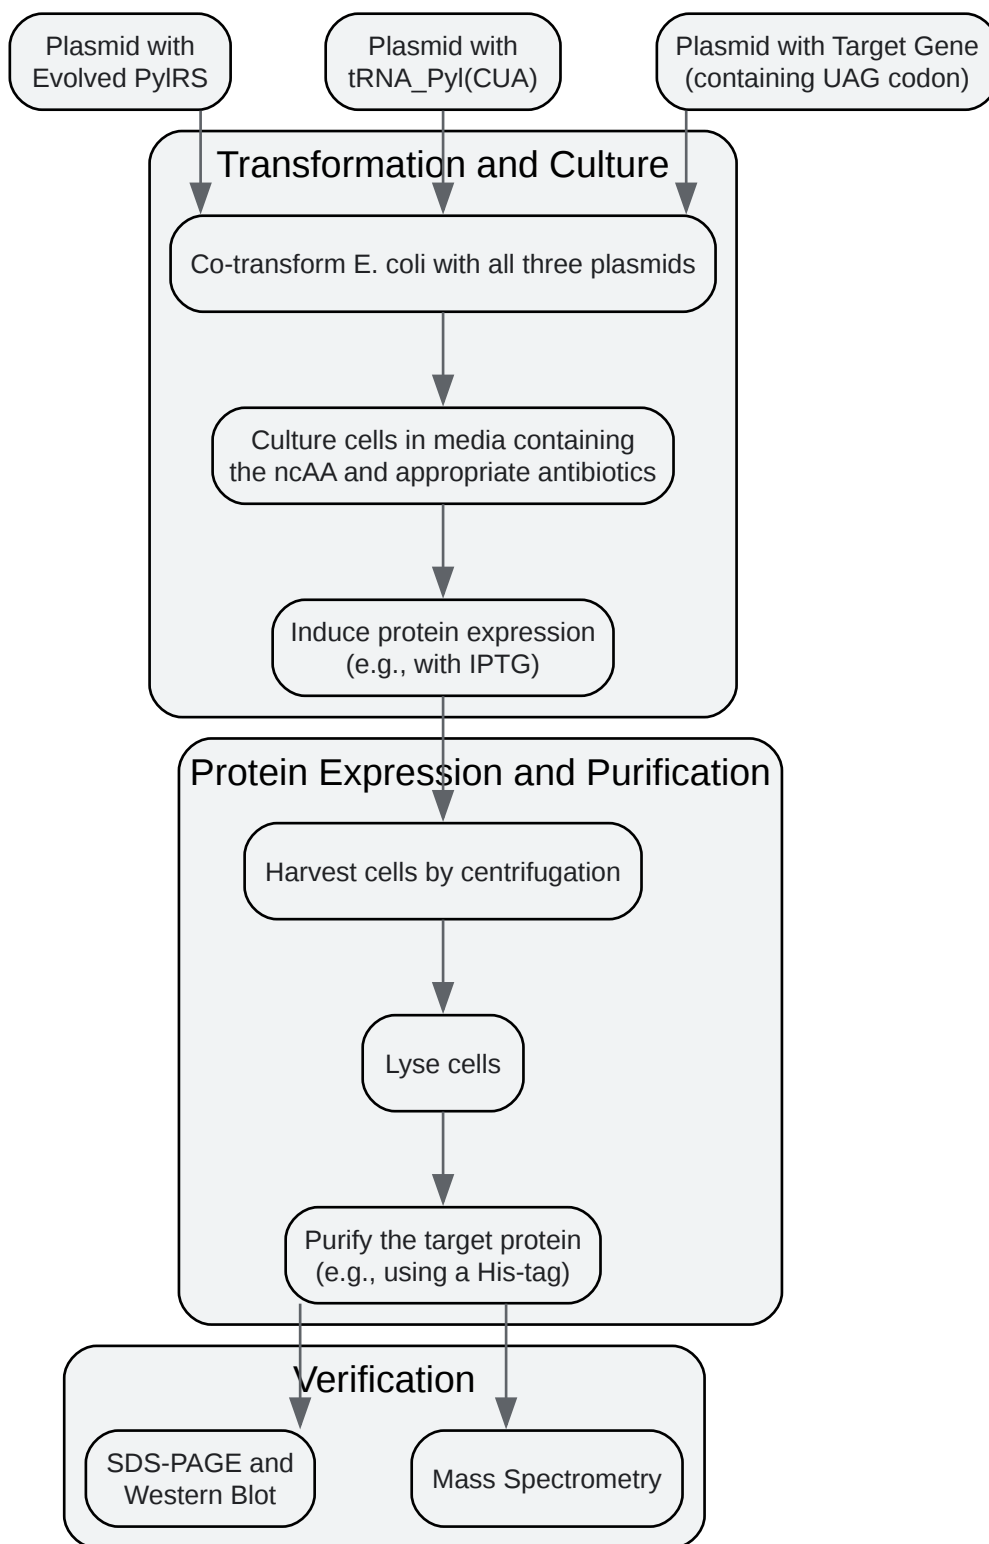 Plasmid with
Evolved PylRS
Plasmid with
tRNA_Pyl(CUA)
Plasmid with Target Gene
(containing UAG codon)
Transformation and Culture
Co-transform E. coli with all three plasmids
Culture cells in media containing
the ncAA and appropriate antibiotics
Induce protein expression
(e.g., with IPTG)
Protein Expression and Purification
Harvest cells by centrifugation
Lyse cells
Purify the target protein
(e.g., using a His-tag)
Verification
SDS-PAGE and
Western Blot
Mass Spectrometry